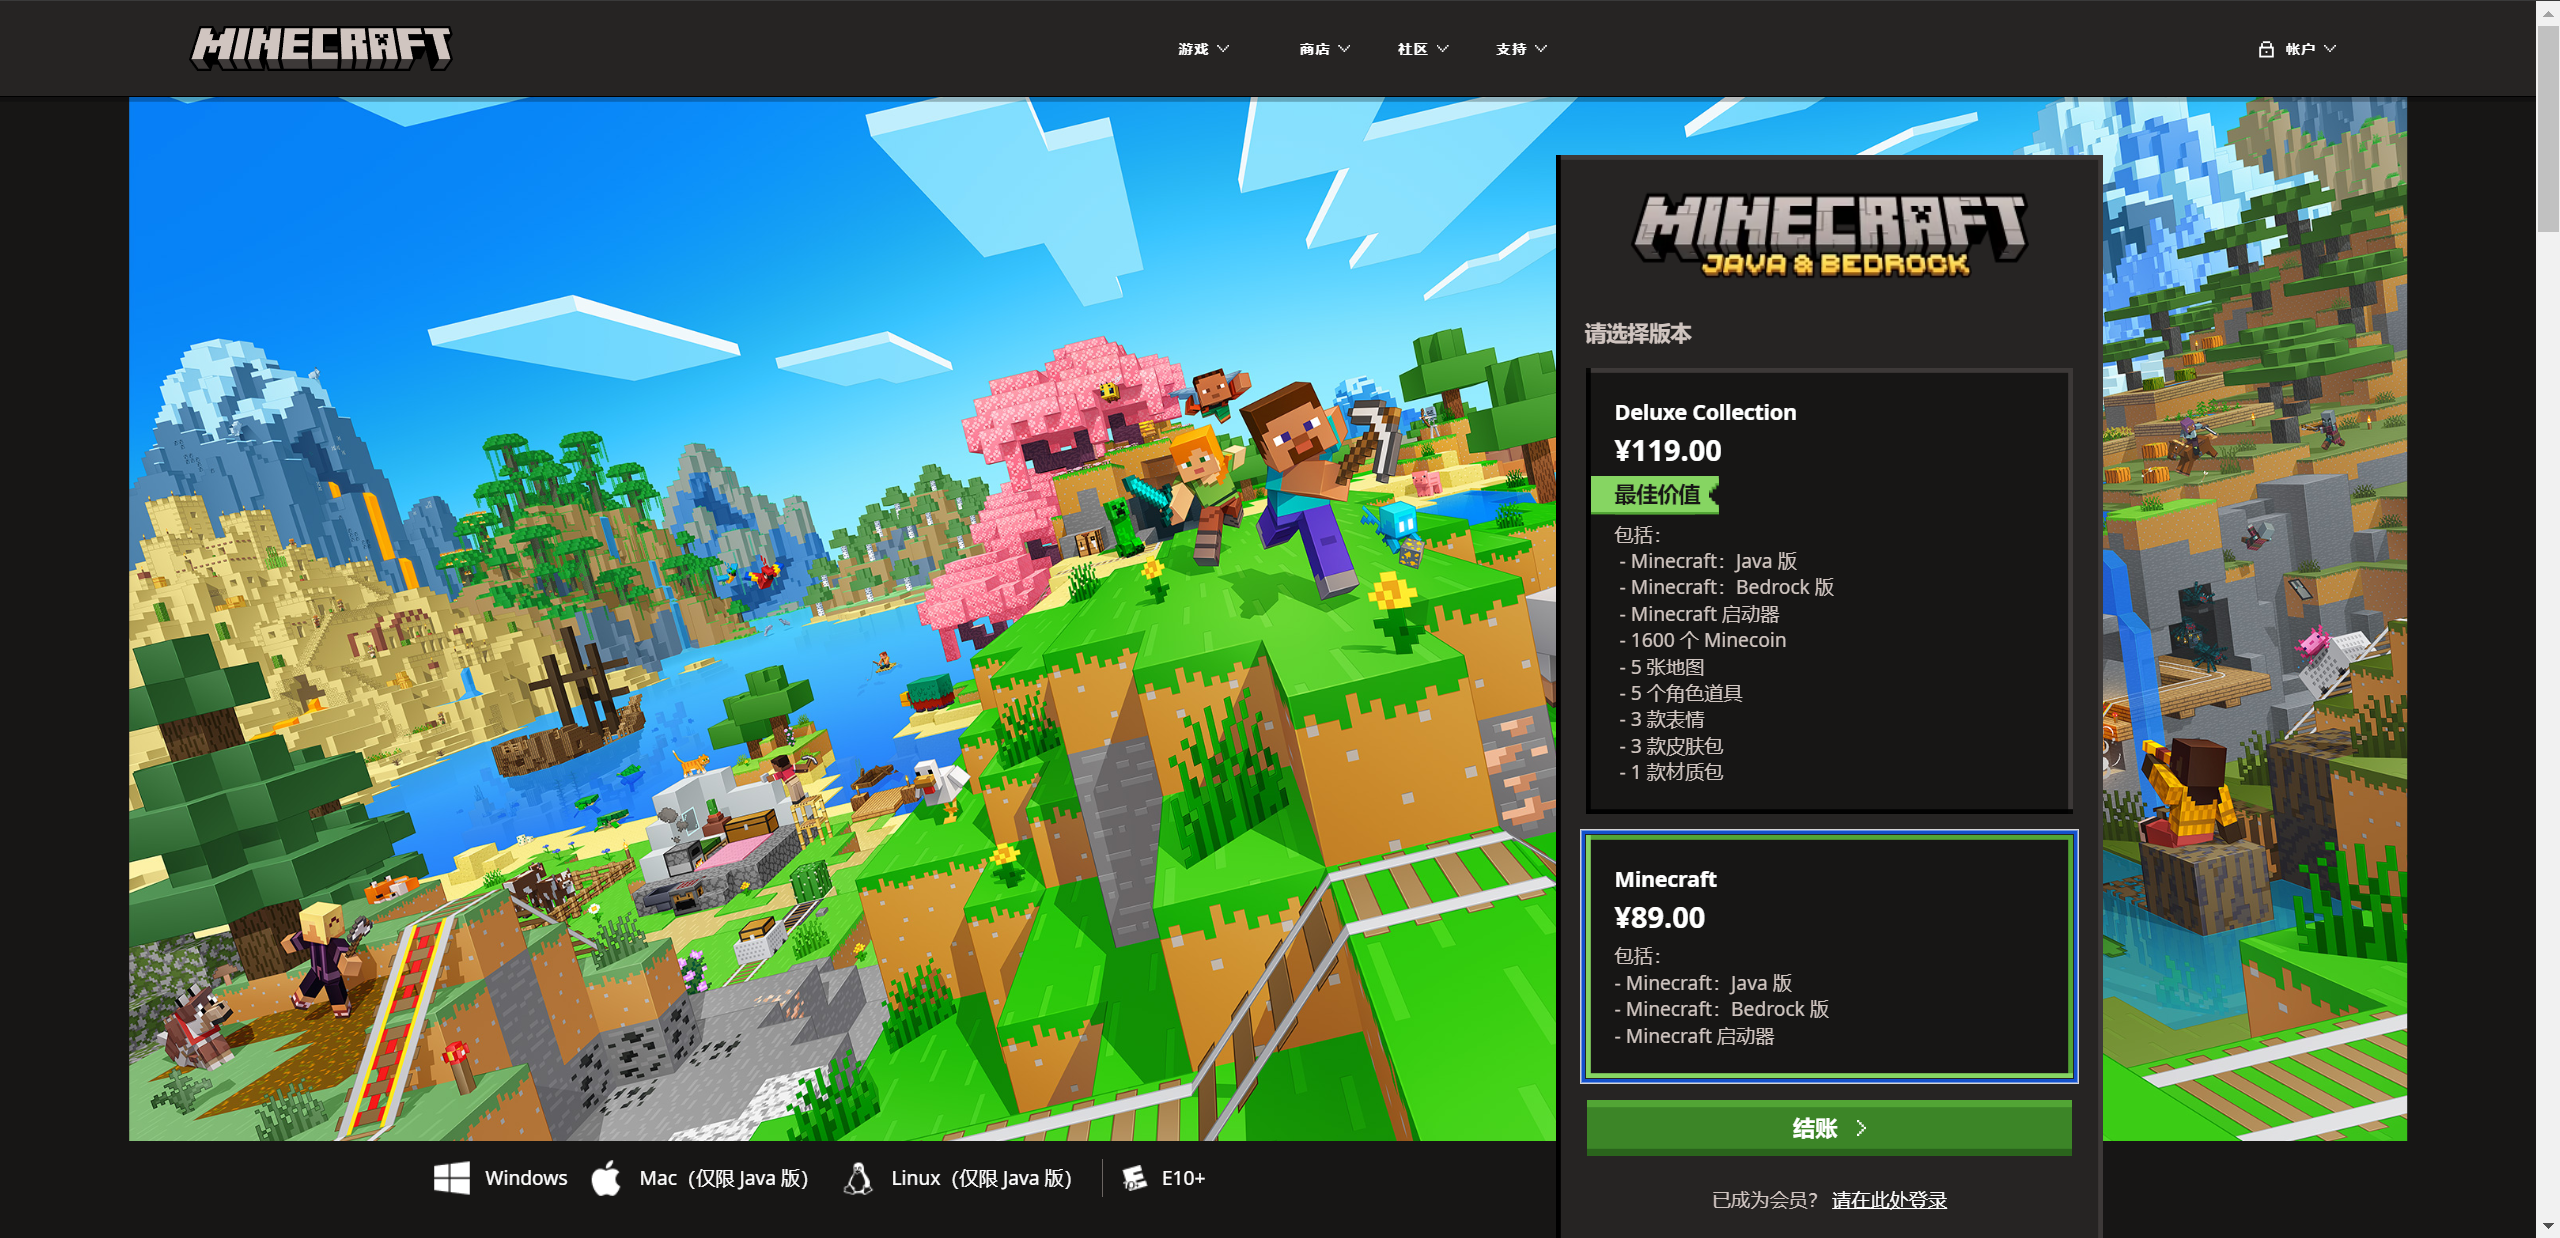 MINECRAFT
游戏
商店
社区
支持
帐户
MINECRAFT
JAVA & BEDROCK
请选择版本
Deluxe Collection
¥119.00
最佳价值
包括：
- Minecraft：Java 版
- Minecraft：Bedrock 版
- Minecraft 启动器
- 1600 个 Minecoin
- 5 张地图
- 5 个角色道具
- 3 款表情
- 3 款皮肤包
- 1 款材质包
Minecraft
¥89.00
包括：
- Minecraft：Java 版
- Minecraft：Bedrock 版
- Minecraft 启动器
结账
已成为会员？ 请在此处登录
Windows
Mac（仅限 Java 版）
Linux（仅限 Java 版）
E10+